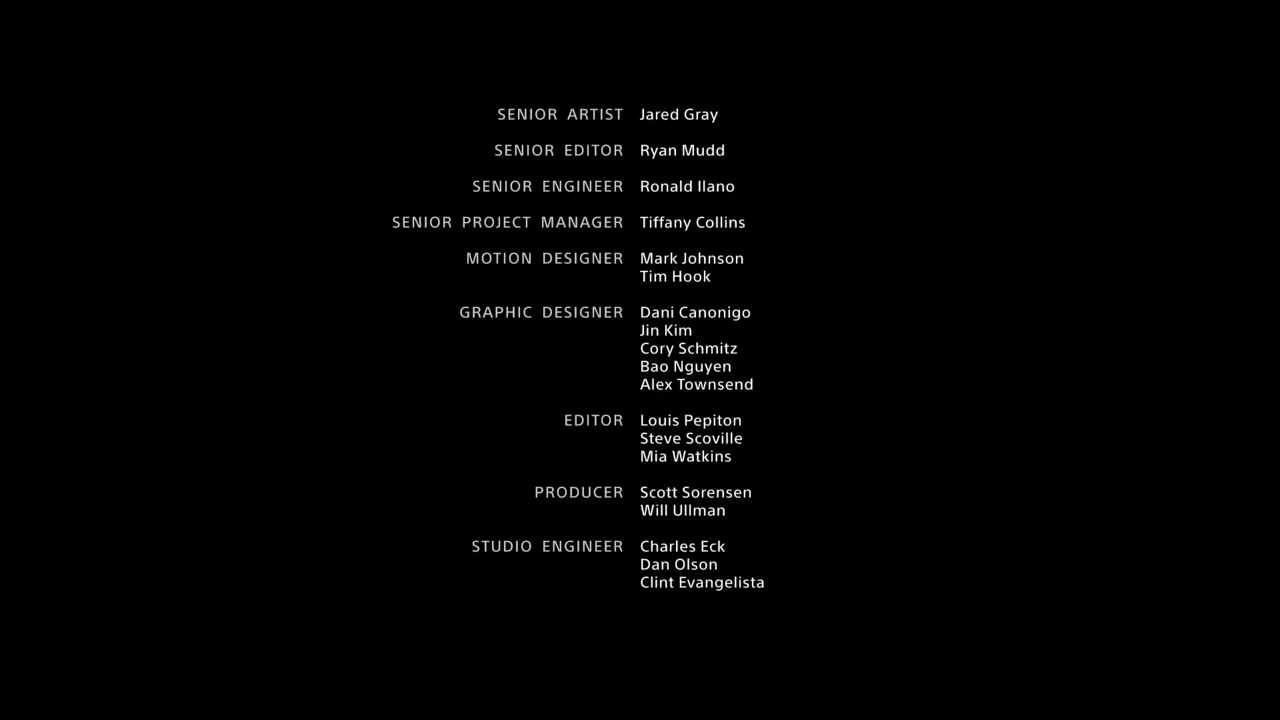 SENIOR ARTIST Jared Gray
SENIOR EDITOR Ryan Mudd
SENIOR ENGINEER Ronald Ilano
SENIOR PROJECT MANAGER Tiffany Collins
MOTION DESIGNER Mark Johnson
Tim Hook
GRAPHIC DESIGNER Dani Canonigo
Jin Kim
Cory Schmitz
Bao Nguyen
Alex Townsend
EDITOR Louis Pepiton
Steve Scoville
Mia Watkins
PRODUCER Scott Sorensen
Will Ullman
STUDIO ENGINEER Charles Eck
Dan Olson
Clint Evangelista